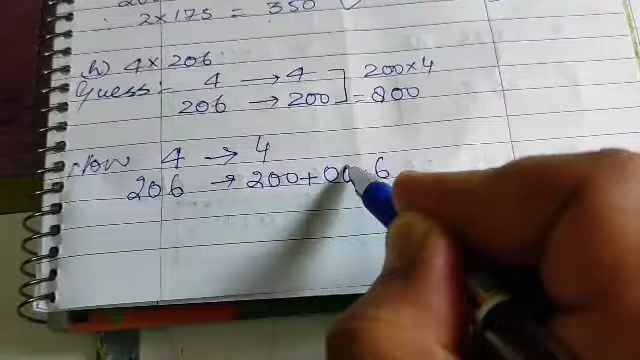 2 x 175 = 350 ✓
h) 4 x 206
Guess: 4 → 4 ] 200 x 4
206 → 200 ] = 800
Now 4 → 4
206 → 200 + 00 6